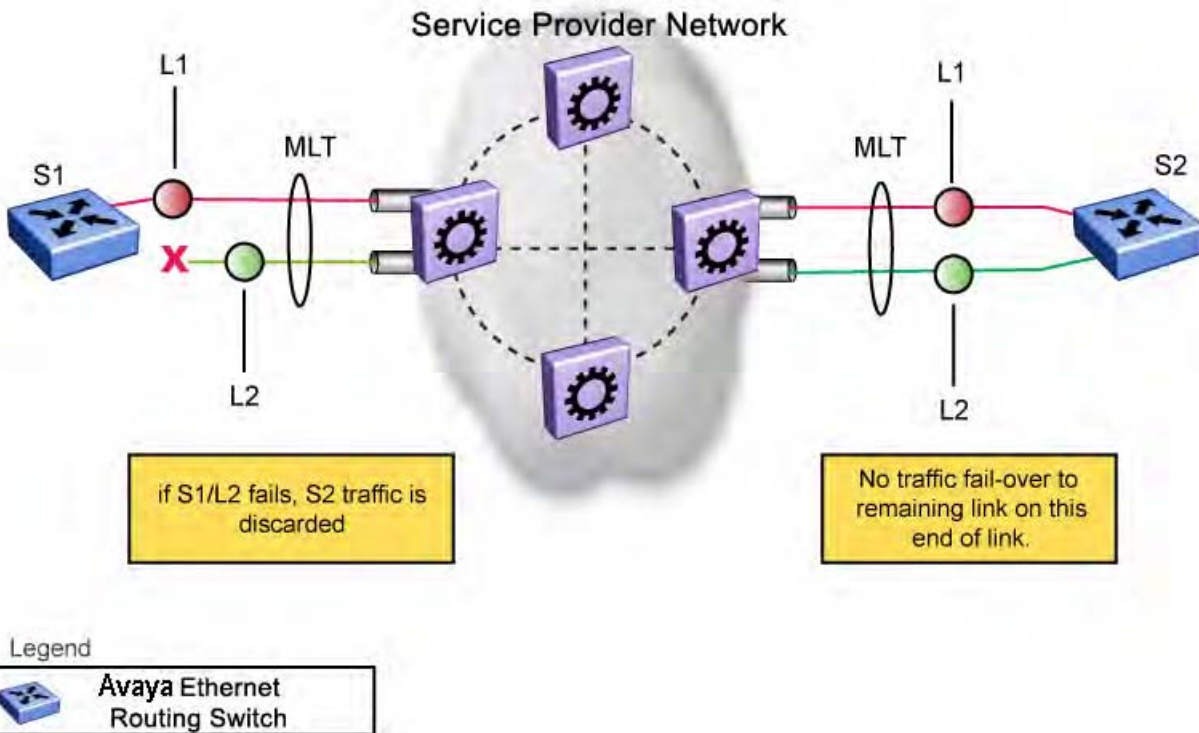 Service Provider Network
L1
L1
MLT
MLT
S1
S2
X
L2
L2
if S1/L2 fails, S2 traffic is
discarded
No traffic fail-over to
remaining link on this
end of link.
Legend
Avaya Ethernet
Routing Switch